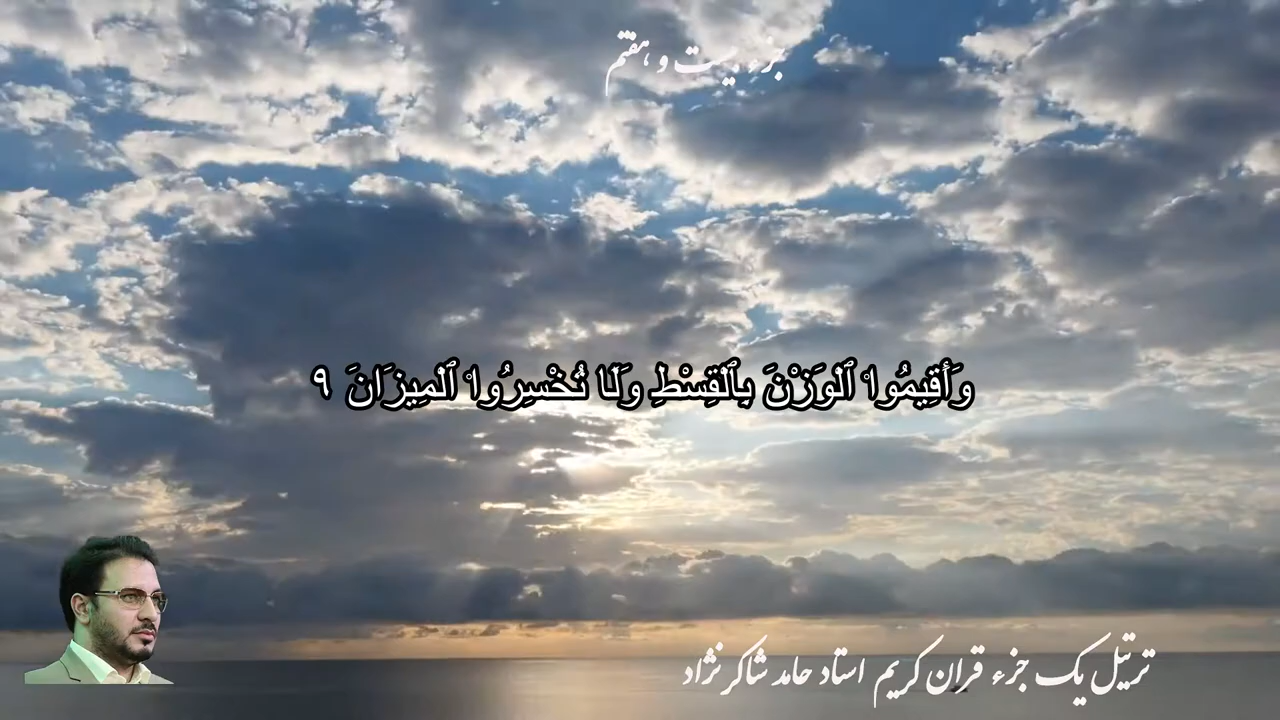 جزء بیست و هفتم
وَأَقِيمُوا۟ ٱلْوَزْنَ بِٱلْقِسْطِ وَلَا تُخْسِرُوا۟ ٱلْمِيزَانَ ٩
ترتیل یک جزء قران کریم استاد حامد شاکرنژاد